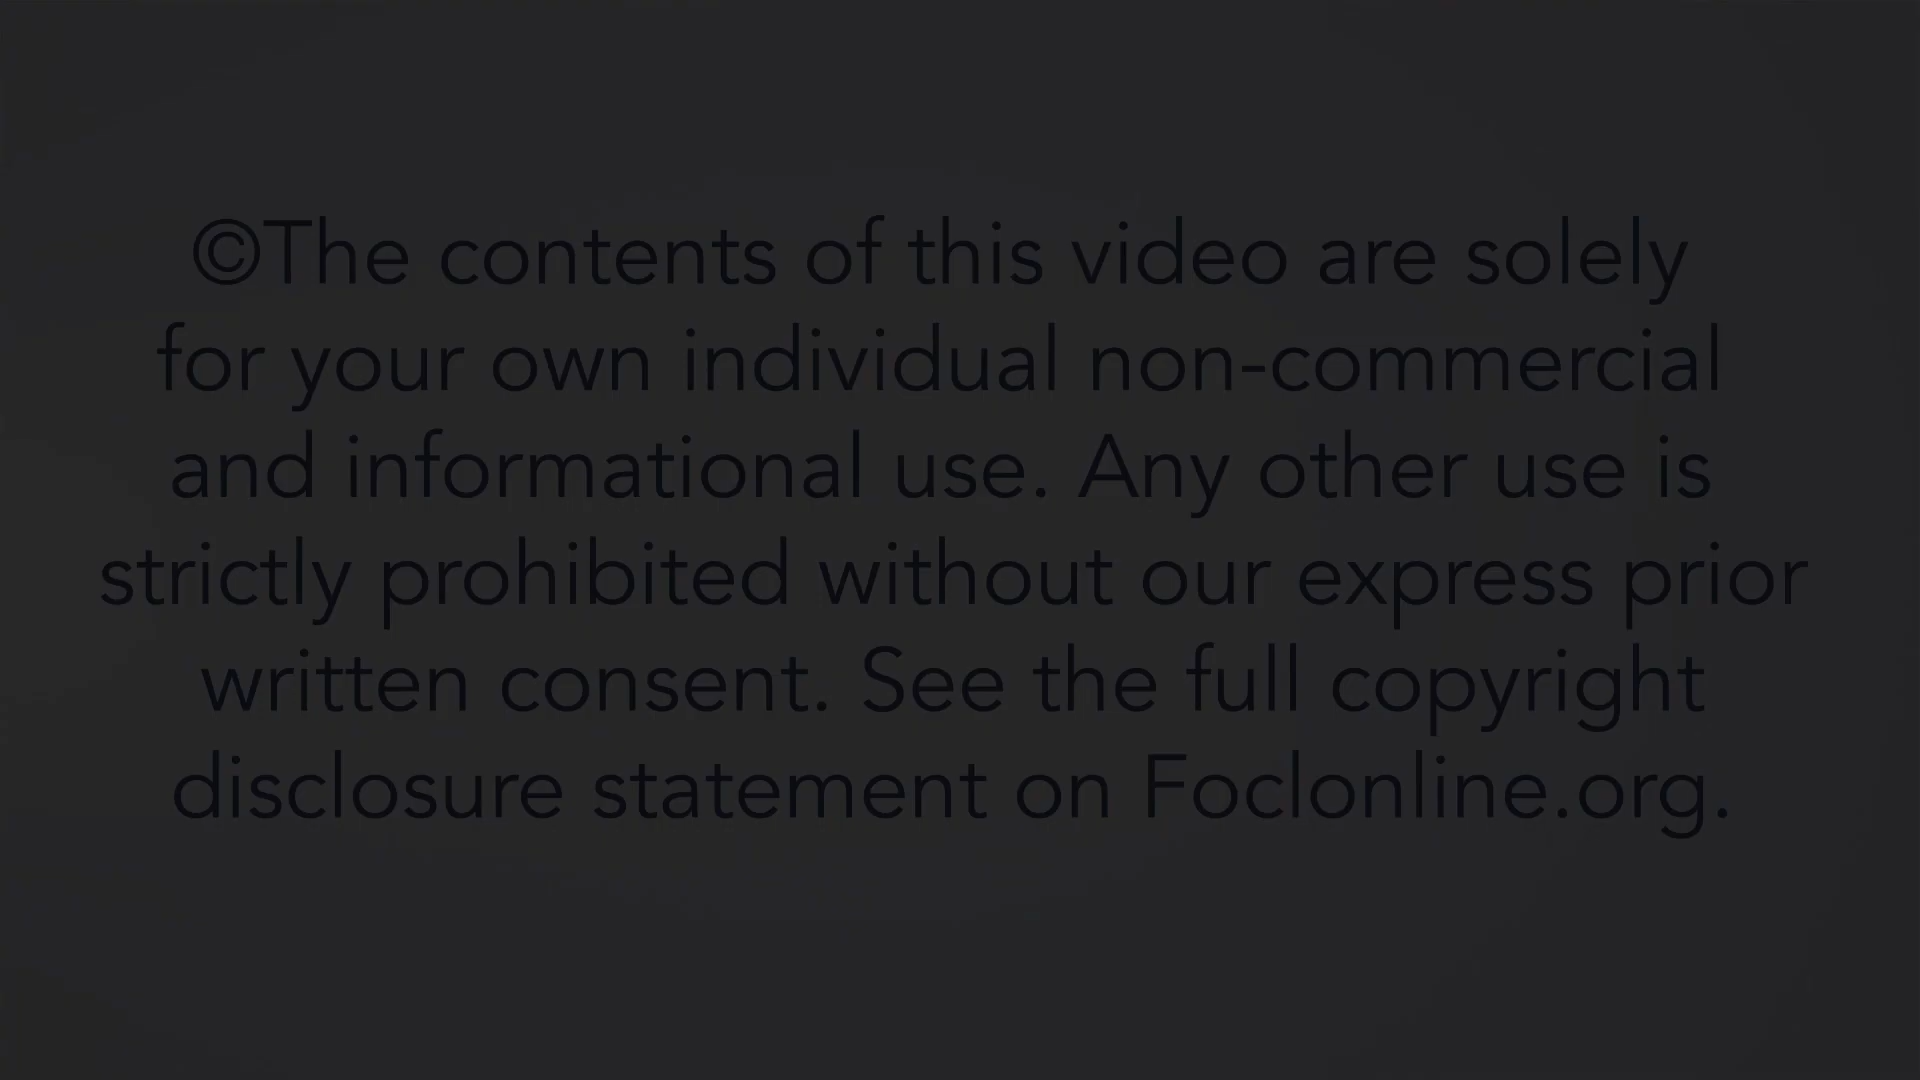 ©The contents of this video are solely
for your own individual non-commercial
and informational use. Any other use is
strictly prohibited without our express prior
written consent. See the full copyright
disclosure statement on Foclonline.org.